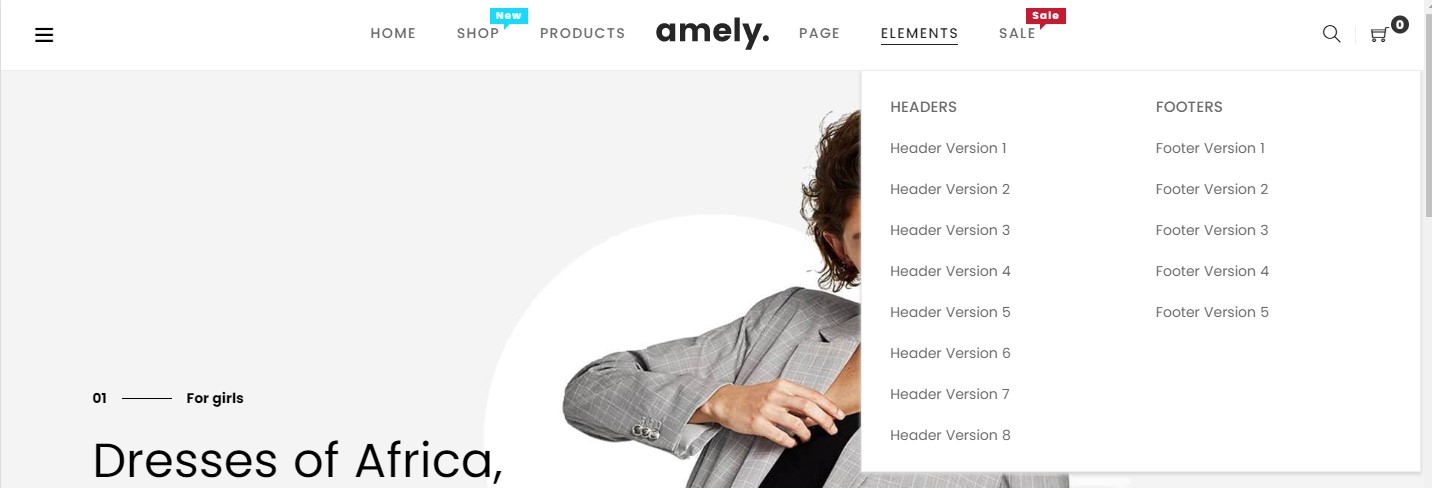 New
Sale
HOME SHOP PRODUCTS amely. PAGE ELEMENTS SALE 0
HEADERS FOOTERS
Header Version 1 Footer Version 1
Header Version 2 Footer Version 2
Header Version 3 Footer Version 3
Header Version 4 Footer Version 4
Header Version 5 Footer Version 5
Header Version 6
Header Version 7
Header Version 8
01 For girls
Dresses of Africa,